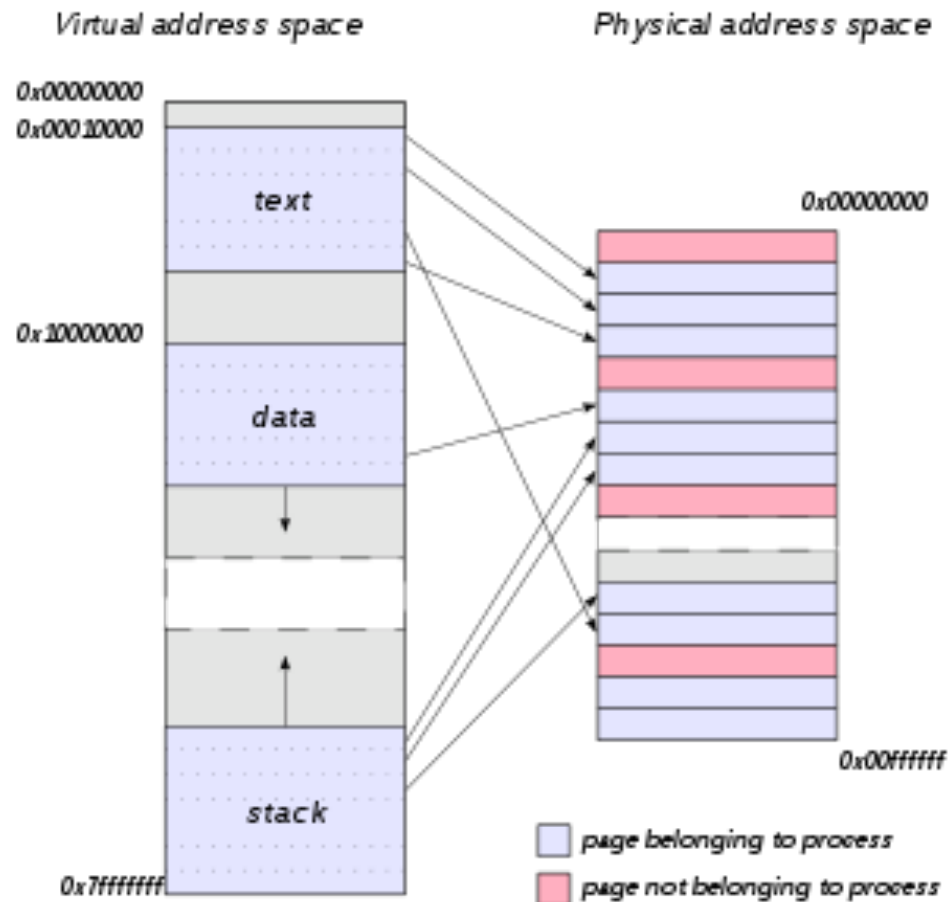 Virtual address space
Physical address space
0x00000000
0x00010000
text
0x00000000
0x10000000
data
stack
0x00ffffff
page belonging to process
0x7fffffff
page not belonging to process